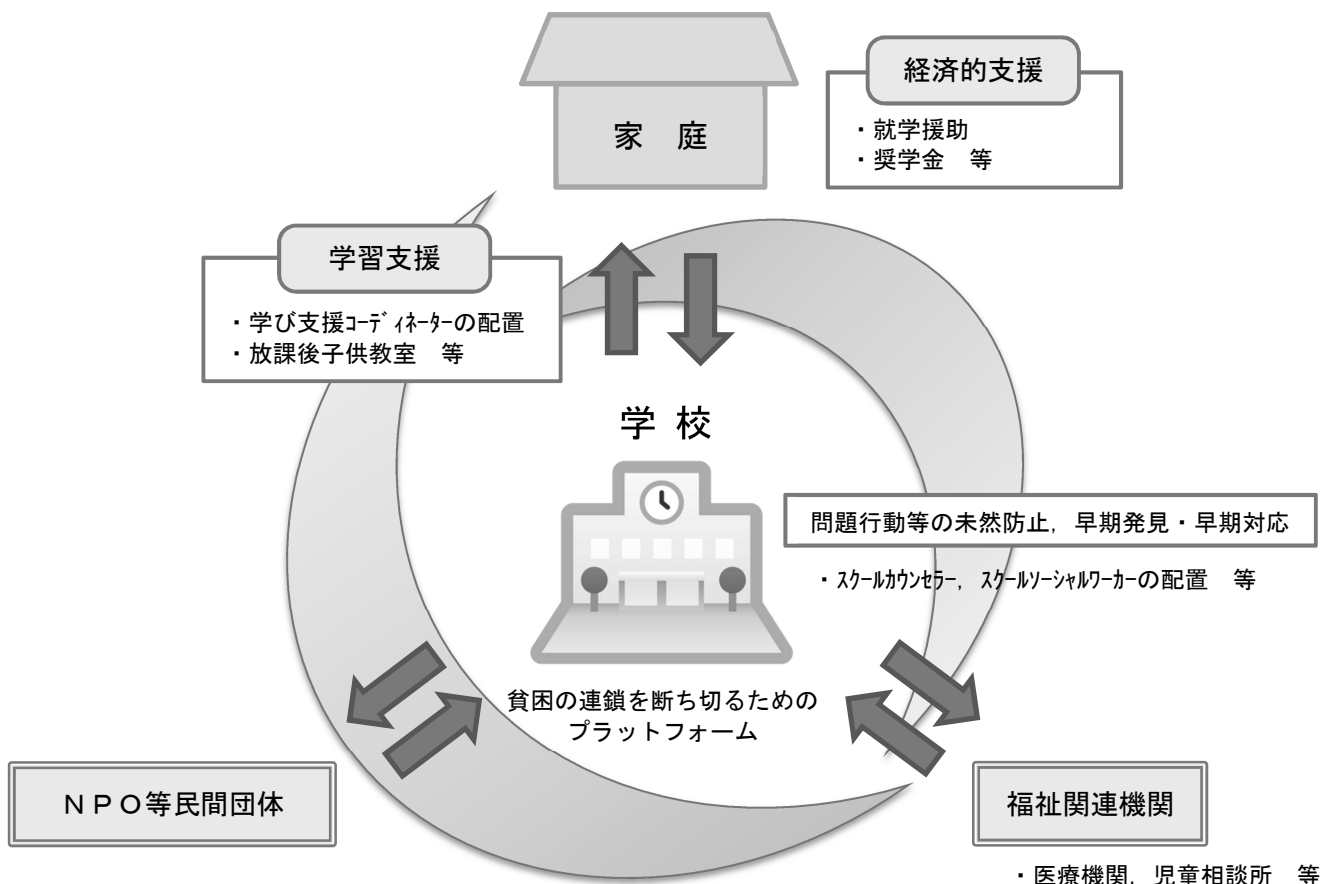 家　庭
経済的支援
・就学援助
・奨学金　等
学習支援
・学び支援ｺｰﾃﾞｨﾈｰﾀｰの配置
・放課後子供教室　等
学 校
問題行動等の未然防止，早期発見・早期対応
・ｽｸｰﾙｶｳﾝｾﾗｰ，ｽｸｰﾙｿｰｼｬﾙﾜｰｶｰの配置　等
貧困の連鎖を断ち切るための
プラットフォーム
ＮＰＯ等民間団体
福祉関連機関
・医療機関，児童相談所　等